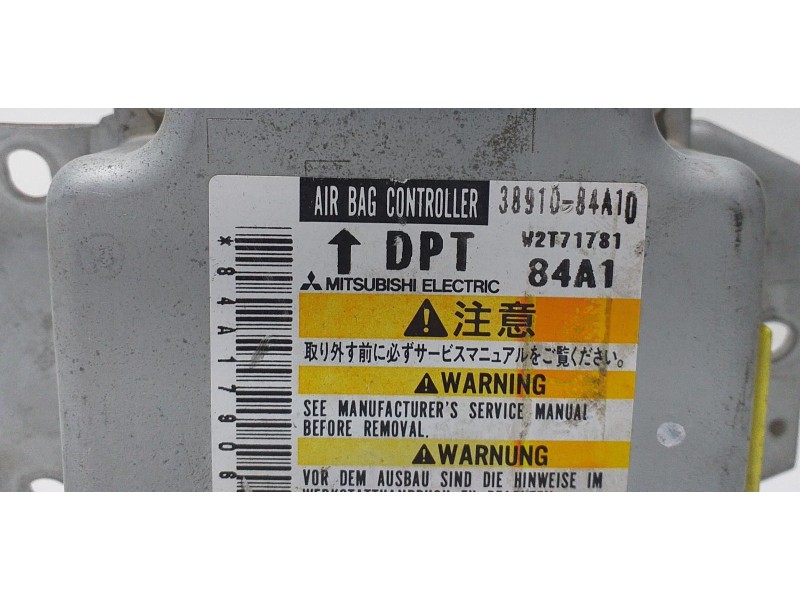 AIR BAG CONTROLLER 38910-84A10
↑ DPT W2T71781
MITSUBISHI ELECTRIC 84A1
注意
取り外す前に必ずサービスマニュアルをご覧ください。
WARNING
SEE MANUFACTURER'S SERVICE MANUAL
BEFORE REMOVAL.
WARNUNG
VOR DEM AUSBAU SIND DIE HINWEISE IM
*84A17906